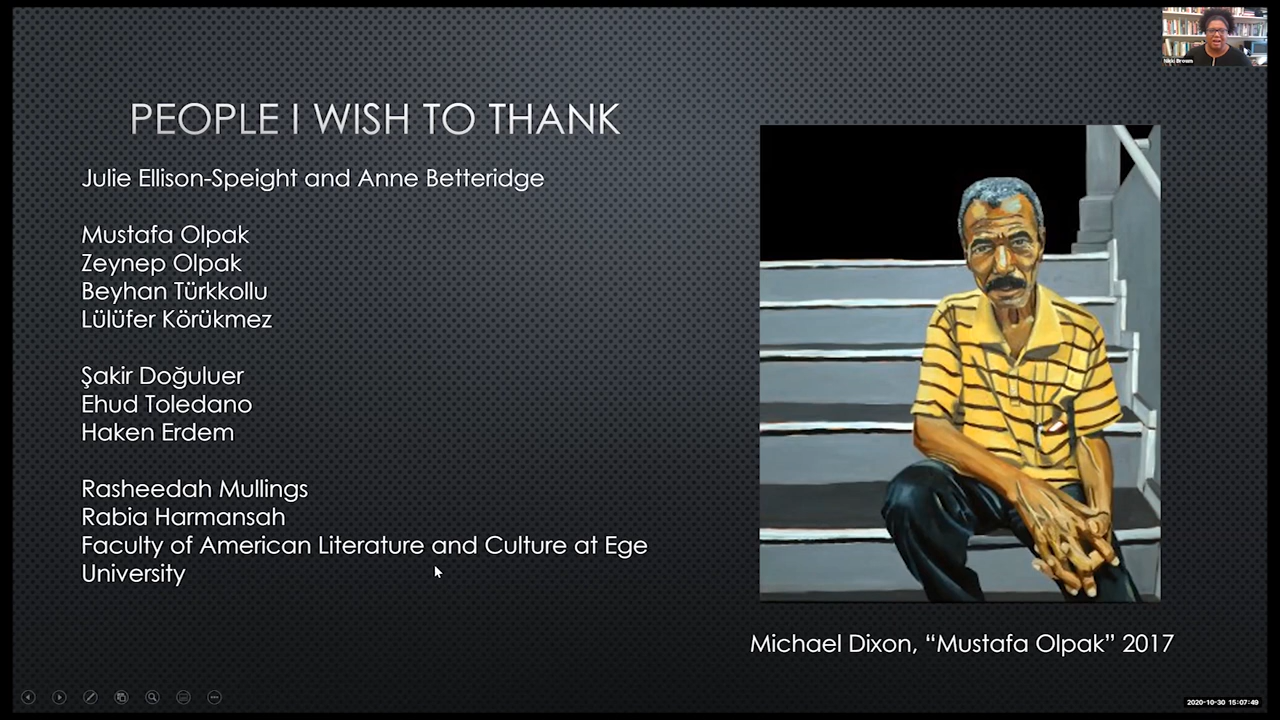 PEOPLE I WISH TO THANK
Julie Ellison-Speight and Anne Betteridge
Mustafa Olpak
Zeynep Olpak
Beyhan Türkkollu
Lülüfer Körükmez
Şakir Doğuluer
Ehud Toledano
Haken Erdem
Rasheedah Mullings
Rabia Harmansah
Faculty of American Literature and Culture at Ege
University
Michael Dixon, “Mustafa Olpak” 2017
Nikki Brown
2020-10-30 15:07:49